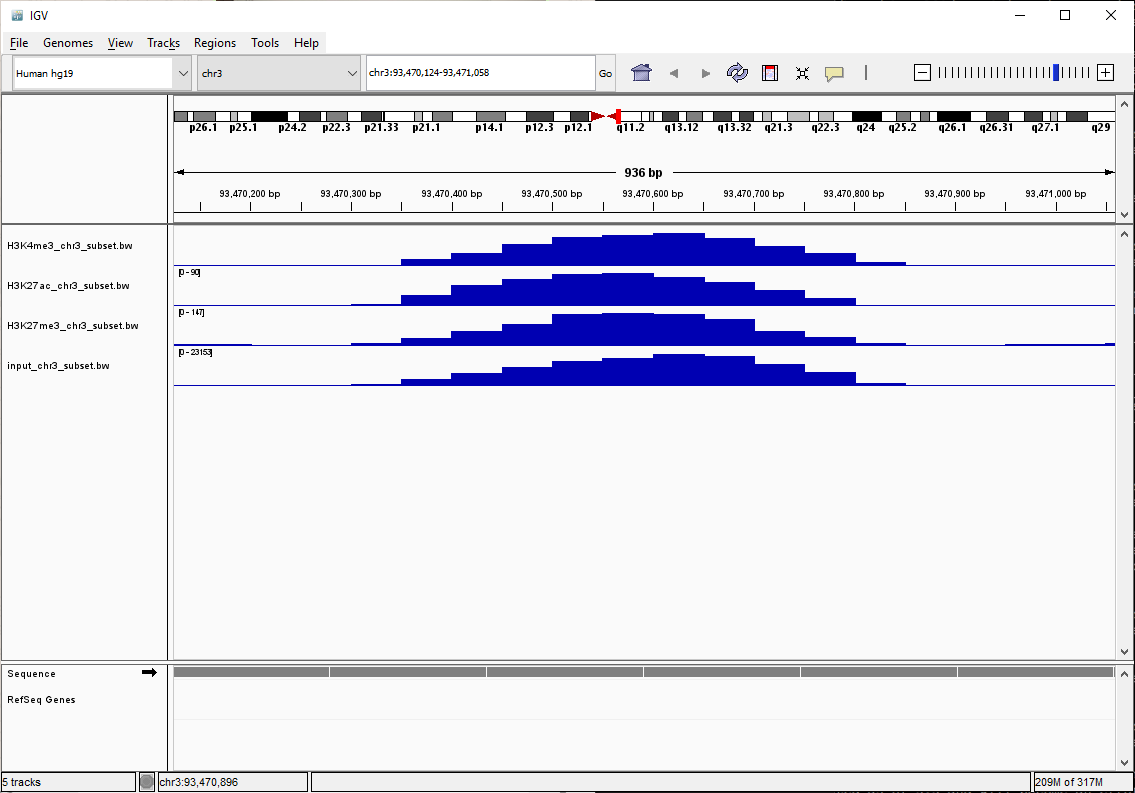 IGV
File Genomes View Tracks Regions Tools Help
Human hg19 chr3 chr3:93,470,124-93,471,058 Go
p26.1 p25.1 p24.2 p22.3 p21.33 p21.1 p14.1 p12.3 p12.1 q11.2 q13.12 q13.32 q21.3 q22.3 q24 q25.2 q26.1 q26.31 q27.1 q29
936 bp
93,470,200 bp 93,470,300 bp 93,470,400 bp 93,470,500 bp 93,470,600 bp 93,470,700 bp 93,470,800 bp 93,470,900 bp 93,471,000 bp
H3K4me3_chr3_subset.bw
[0 - 90]
H3K27ac_chr3_subset.bw
[0 - 147]
H3K27me3_chr3_subset.bw
[0 - 23153]
input_chr3_subset.bw
Sequence
RefSeq Genes
5 tracks chr3:93,470,896 209M of 317M